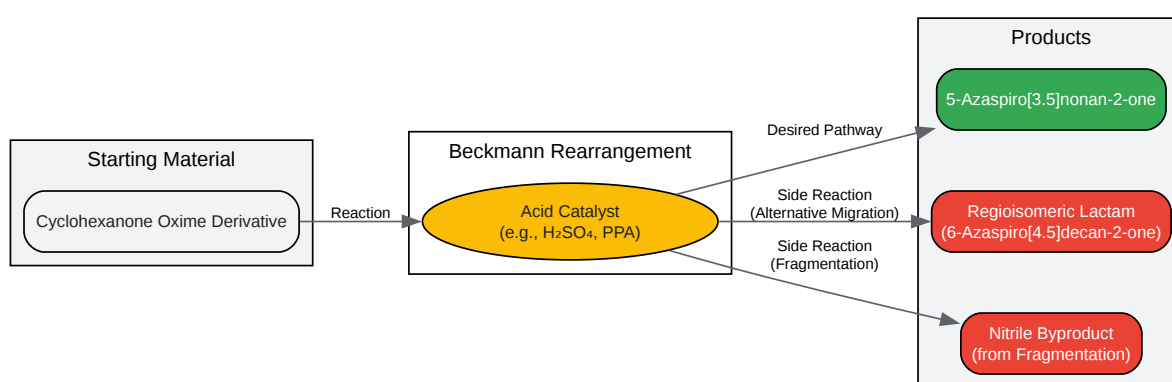 Products
5-Azaspiro[3.5]nonan-2-one
Desired Pathway
Starting Material
Beckmann Rearrangement
Cyclohexanone Oxime Derivative
Reaction
Acid Catalyst
(e.g., H₂SO₄, PPA)
Side Reaction
(Alternative Migration)
Regioisomeric Lactam
(6-Azaspiro[4.5]decan-2-one)
Side Reaction
(Fragmentation)
Nitrile Byproduct
(from Fragmentation)